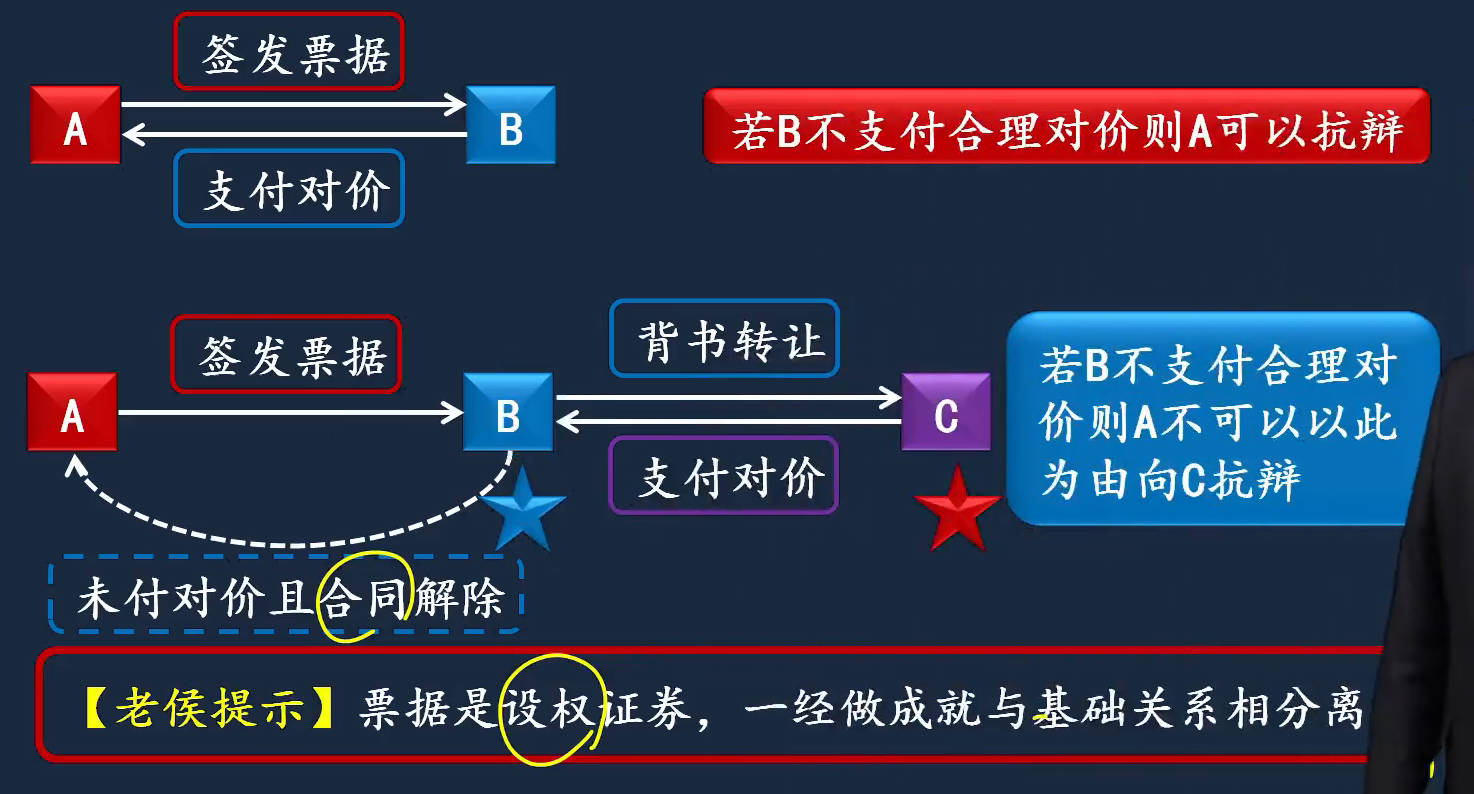 签发票据
A
B
支付对价
若B不支付合理对价则A可以抗辩
签发票据
背书转让
A
B
C
支付对价
若B不支付合理对
价则A不可以以此
为由向C抗辩
未付对价且合同解除
【老侯提示】票据是设权证券，一经做成就与基础关系相分离